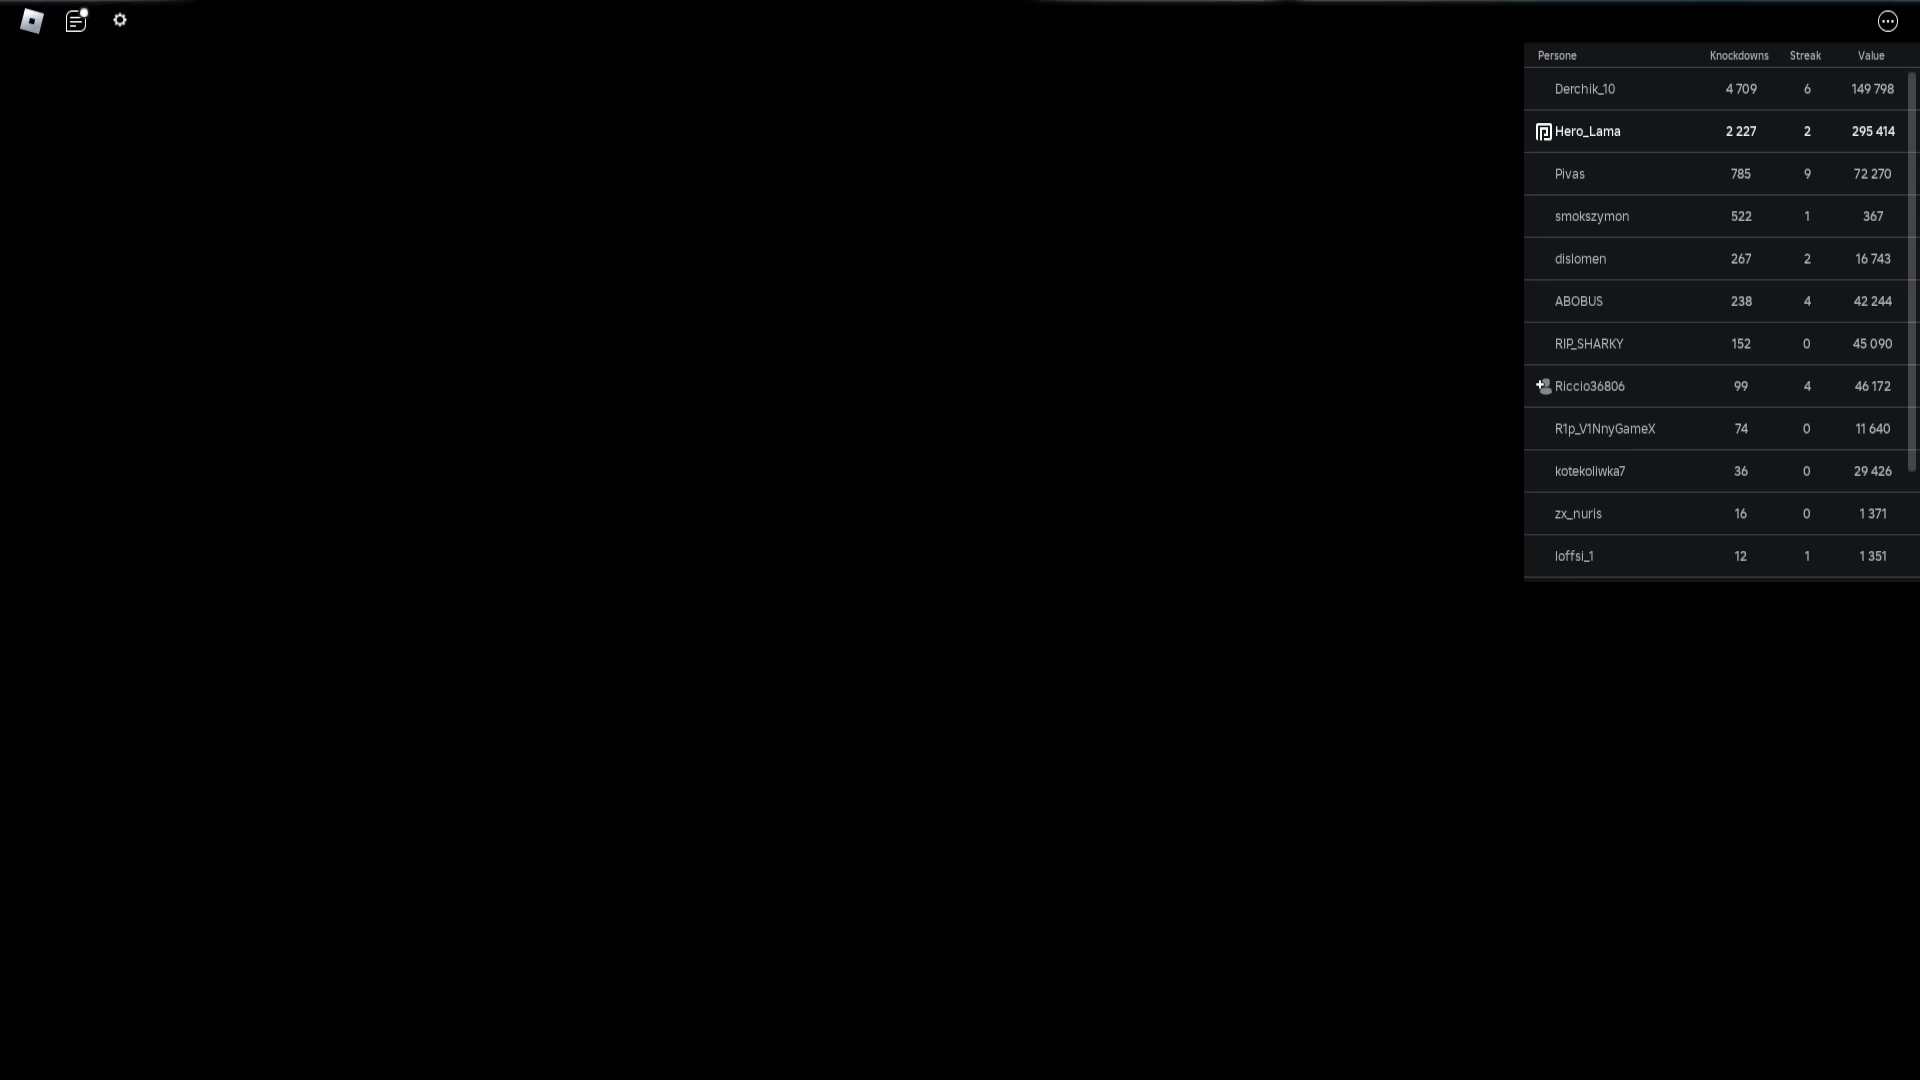 Persone Knockdowns Streak Value
Derchik_10 4 709 6 149 798
Hero_Lama 2 227 2 295 414
Pivas 785 9 72 270
smokszymon 522 1 367
dislomen 267 2 16 743
ABOBUS 238 4 42 244
RIP_SHARKY 152 0 45 090
Riccio36806 99 4 46 172
R1p_V1NnyGameX 74 0 11 640
kotekoliwka7 36 0 29 426
zx_nuris 16 0 1 371
loffsi_1 12 1 1 351